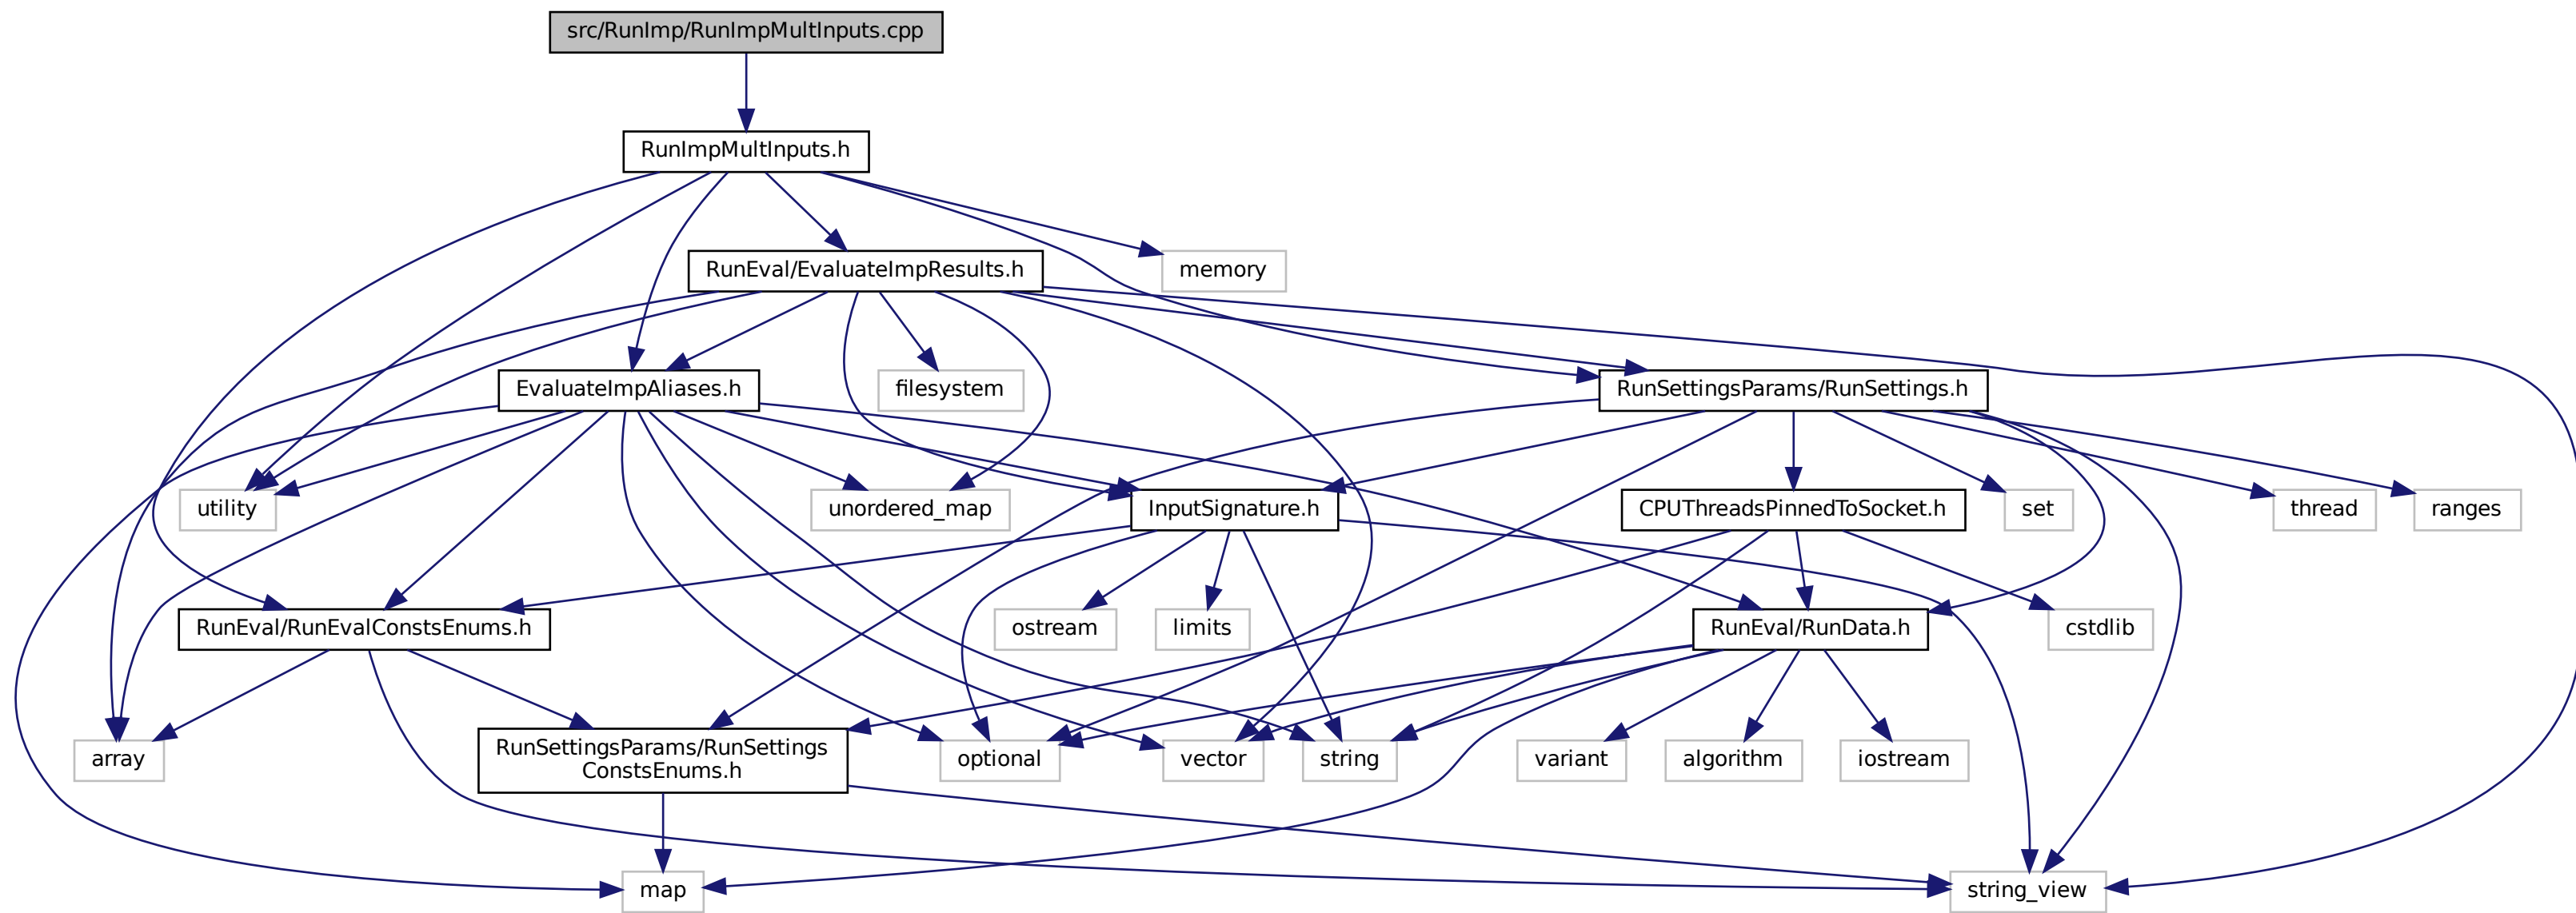 src/RunImp/RunImpMultInputs.cpp
RunImpMultInputs.h
RunEval/EvaluateImpResults.h
memory
EvaluateImpAliases.h
filesystem
RunSettingsParams/RunSettings.h
utility
unordered_map
InputSignature.h
CPUThreadsPinnedToSocket.h
set
thread
ranges
RunEval/RunEvalConstsEnums.h
ostream
limits
RunEval/RunData.h
cstdlib
array
RunSettingsParams/RunSettings
ConstsEnums.h
optional
vector
string
variant
algorithm
iostream
map
string_view